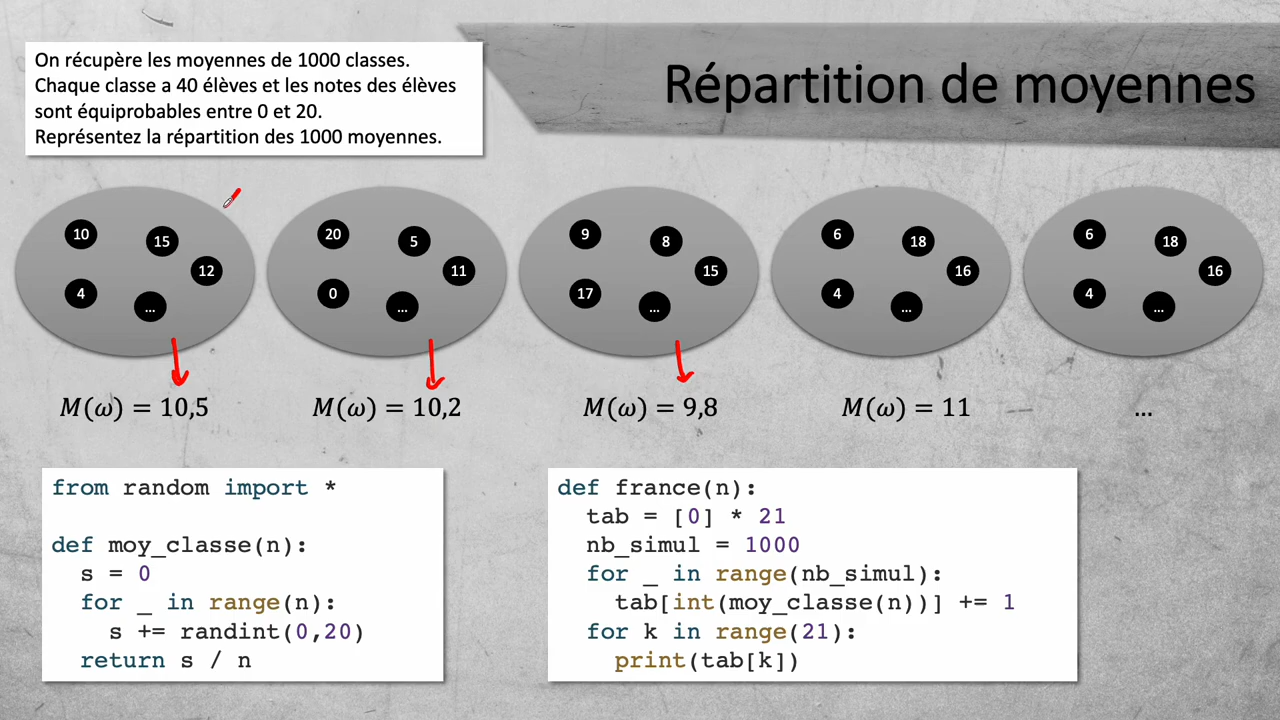 On récupère les moyennes de 1000 classes.
Chaque classe a 40 élèves et les notes des élèves
sont équiprobables entre 0 et 20.
Représentez la répartition des 1000 moyennes.
Répartition de moyennes
10
15
12
4
...
20
5
11
0
...
9
8
15
17
...
6
18
16
4
...
6
18
16
4
...
M(ω) = 10,5
M(ω) = 10,2
M(ω) = 9,8
M(ω) = 11
...
from random import *
def moy_classe(n):
  s = 0
  for _ in range(n):
    s += randint(0,20)
  return s / n
def france(n):
  tab = [0] * 21
  nb_simul = 1000
  for _ in range(nb_simul):
    tab[int(moy_classe(n))] += 1
  for k in range(21):
    print(tab[k])